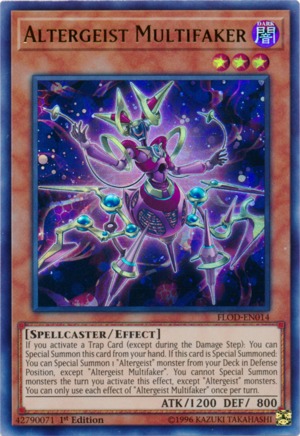 ALTERGEIST MULTIFAKER
DARK
闇
FLOD-EN014
[SPELLCASTER/EFFECT]
If you activate a Trap Card (except during the Damage Step): You can
Special Summon this card from your hand. If this card is Special Summoned:
You can Special Summon 1 "Altergeist" monster from your Deck in Defense
Position, except "Altergeist Multifaker". You cannot Special Summon
monsters the turn you activate this effect, except "Altergeist" monsters.
You can only use each effect of "Altergeist Multifaker" once per turn.
ATK/1200 DEF/ 800
42790071 1st Edition ©1996 KAZUKI TAKAHASHI